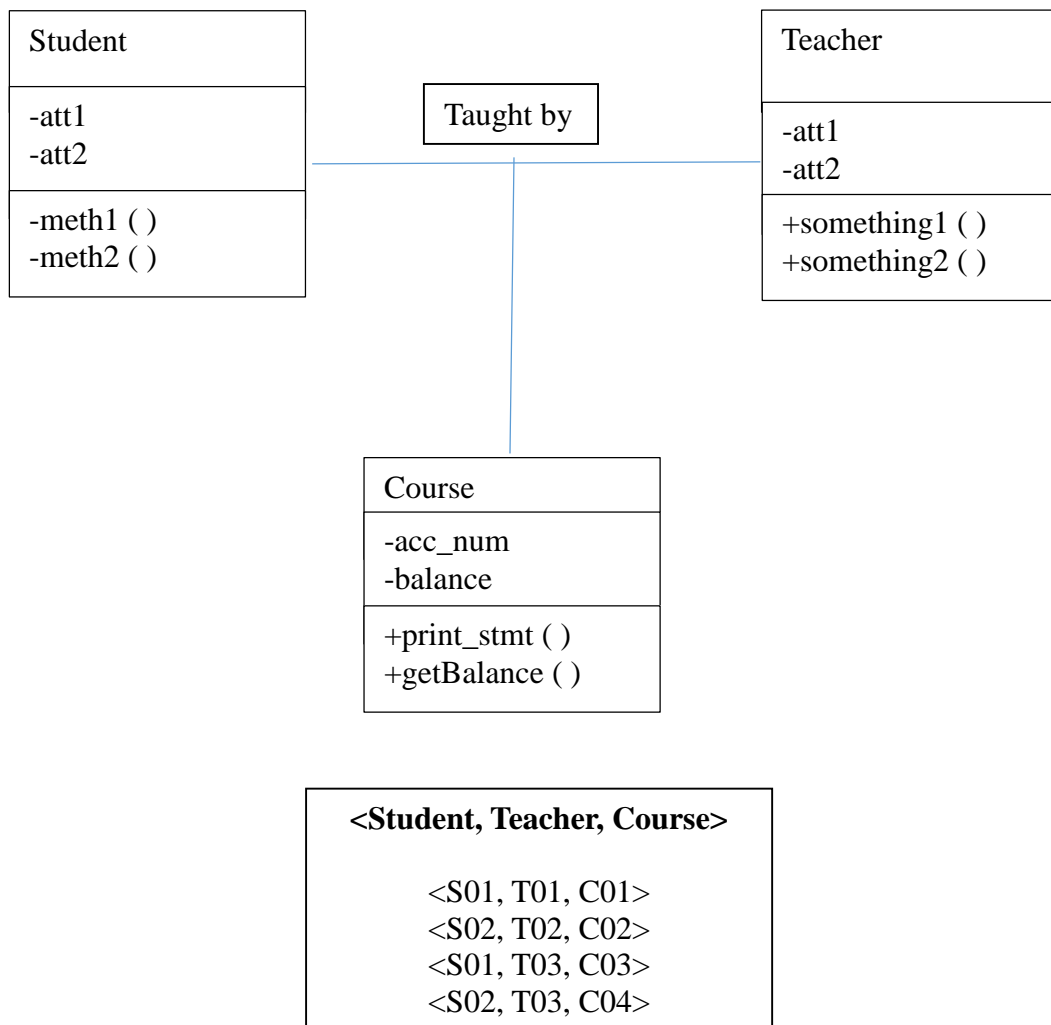 Student
-att1
-att2
-meth1 ( )
-meth2 ( )
Taught by
Teacher
-att1
-att2
+something1 ( )
+something2 ( )
Course
-acc_num
-balance
+print_stmt ( )
+getBalance ( )
<Student, Teacher, Course>
<S01, T01, C01>
<S02, T02, C02>
<S01, T03, C03>
<S02, T03, C04>